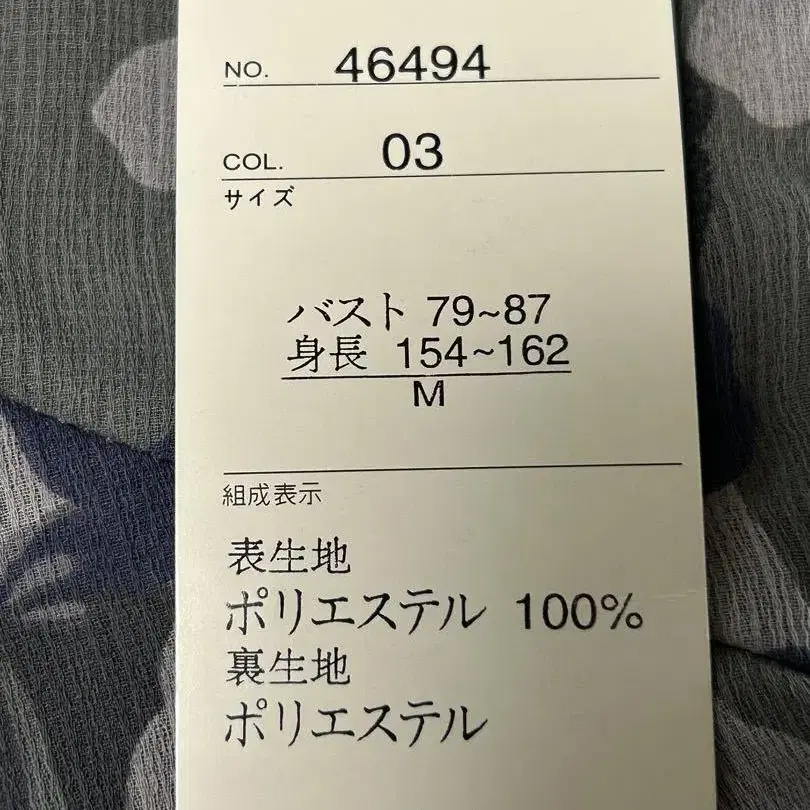 NO. 46494
COL. 03
サイズ
バスト 79~87
身長 154~162
M
組成表示
表生地
ポリエステル 100%
裏生地
ポリエステル